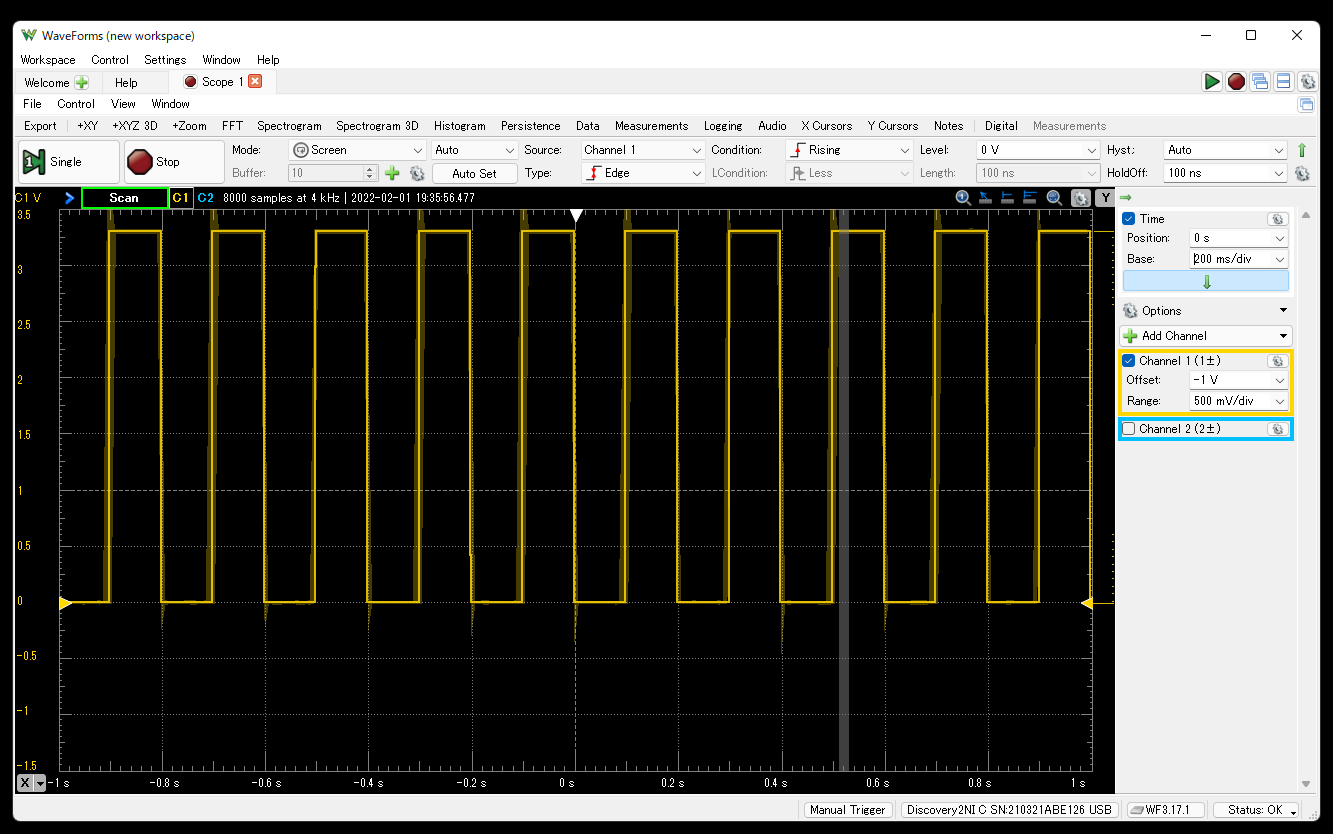 WaveForms (new workspace)
Workspace Control Settings Window Help
Welcome Help Scope 1
File Control View Window
Export +XY +XYZ 3D +Zoom FFT Spectrogram Spectrogram 3D Histogram Persistence Data Measurements Logging Audio X Cursors Y Cursors Notes Digital Measurements
Single Stop Mode: Screen Auto Source: Channel 1 Condition: Rising Level: 0 V Hyst: Auto
Buffer: 10 Auto Set Type: Edge LCondition: Less Length: 100 ns HoldOff: 100 ns
C1 V Scan C1 C2 8000 samples at 4 kHz | 2022-02-01 19:35:56.477 Y
3.5
3
2.5
2
1.5
1
0.5
0
-0.5
-1
-1.5
X -1 s -0.8 s -0.6 s -0.4 s -0.2 s 0 s 0.2 s 0.4 s 0.6 s 0.8 s 1 s
Time
Position: 0 s
Base: 200 ms/div
Options
Add Channel
Channel 1 (1±)
Offset: -1 V
Range: 500 mV/div
Channel 2 (2±)
Manual Trigger Discovery2NI C SN:210321ABE126 USB WF3.17.1 Status: OK